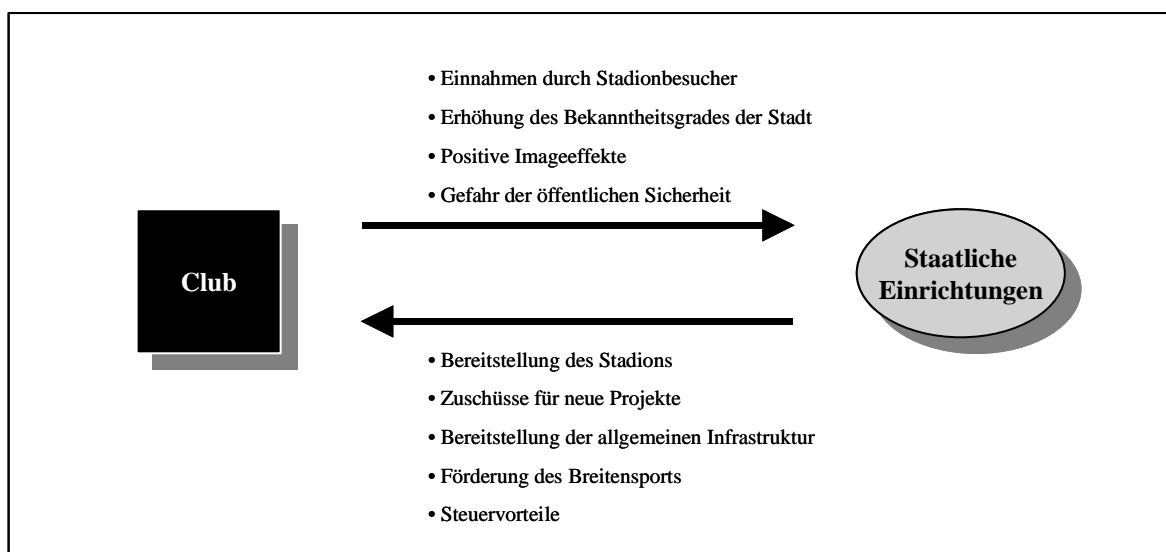 • Einnahmen durch Stadionbesucher
• Erhöhung des Bekanntheitsgrades der Stadt
• Positive Imageeffekte
• Gefahr der öffentlichen Sicherheit
Club
Staatliche
Einrichtungen
• Bereitstellung des Stadions
• Zuschüsse für neue Projekte
• Bereitstellung der allgemeinen Infrastruktur
• Förderung des Breitensports
• Steuervorteile